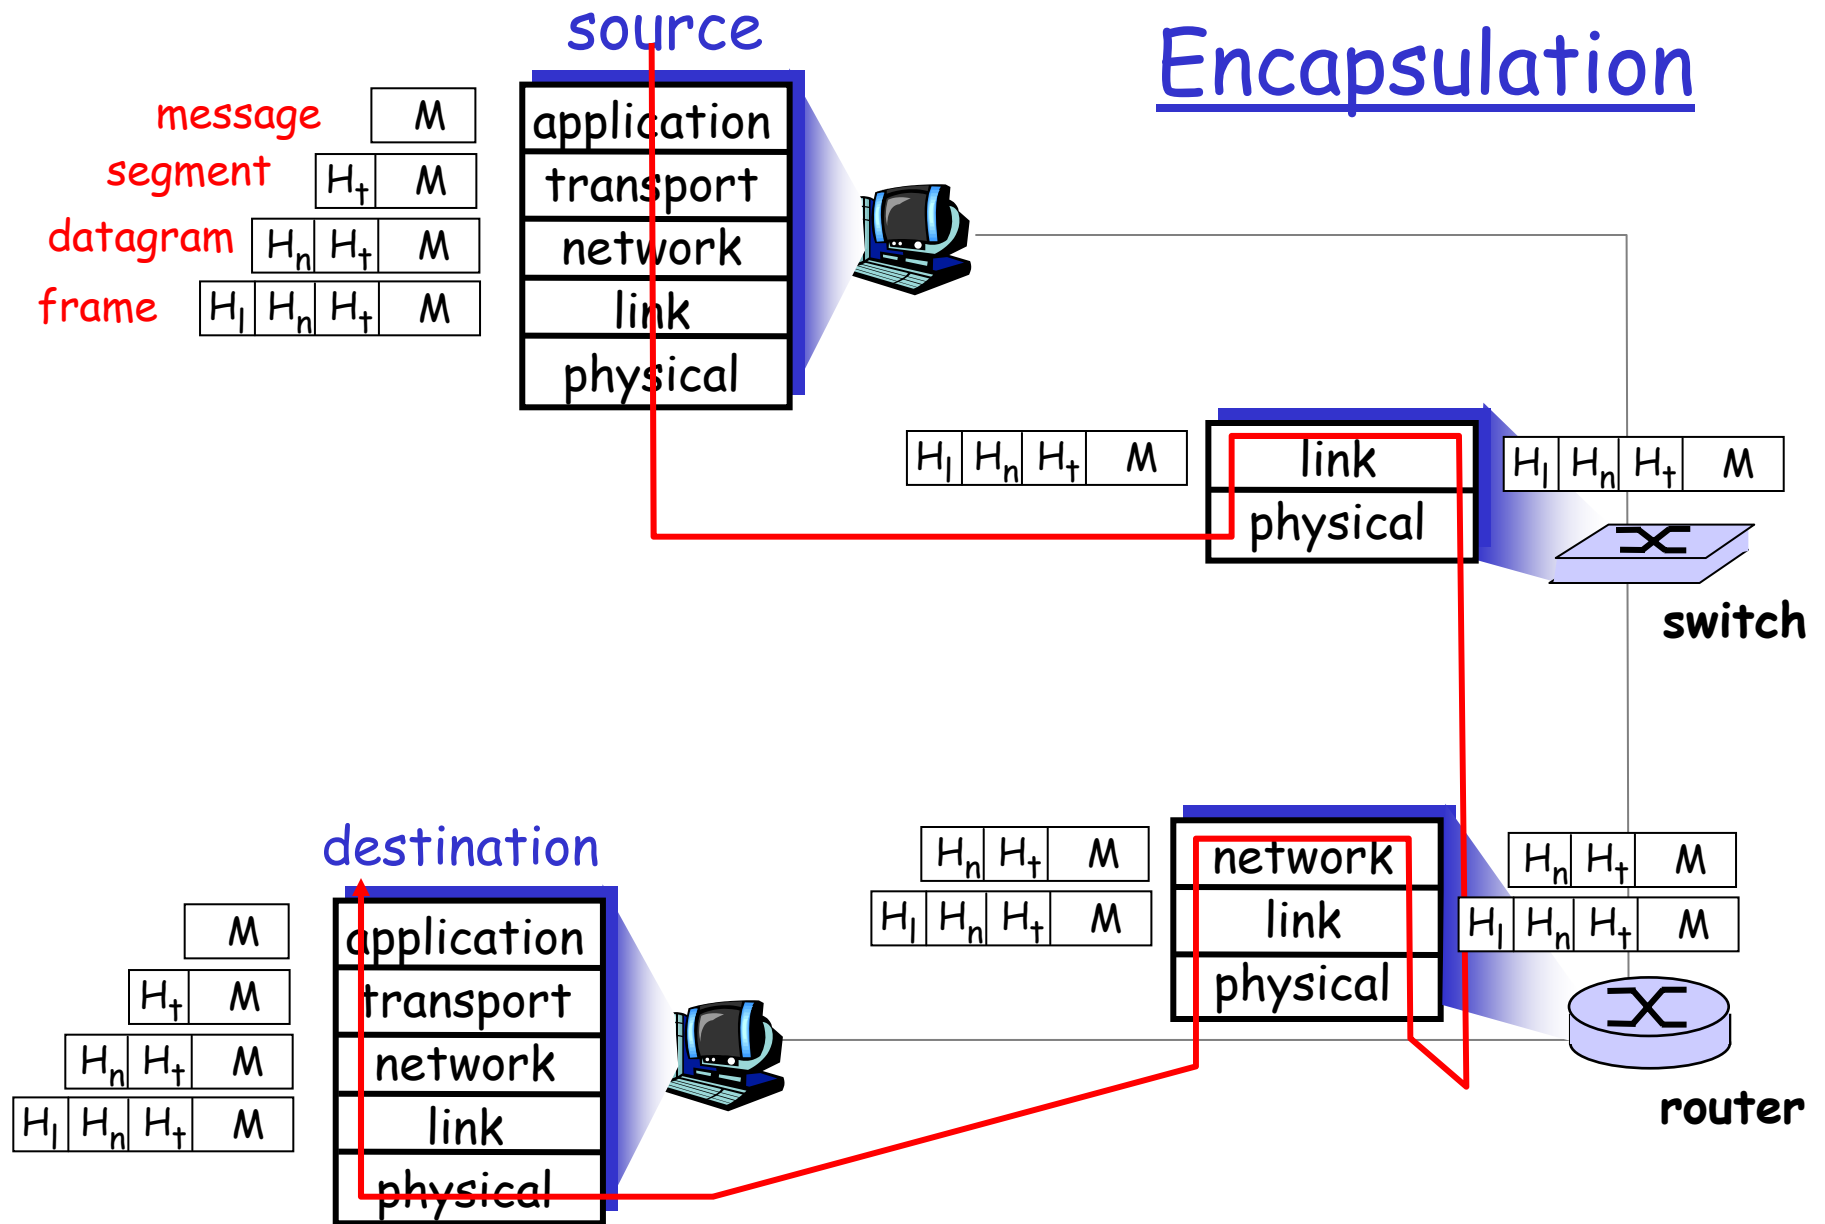 source
Encapsulation
message M application
segment Ht M transport
datagram Hn Ht M network
frame Hl Hn Ht M link
physical
Hl Hn Ht M link Hl Hn Ht M
physical
switch
destination
Hn Ht M network Hn Ht M
Hl Hn Ht M link Hl Hn Ht M
physical
M application
Ht M transport
Hn Ht M network
router
Hl Hn Ht M link
physical